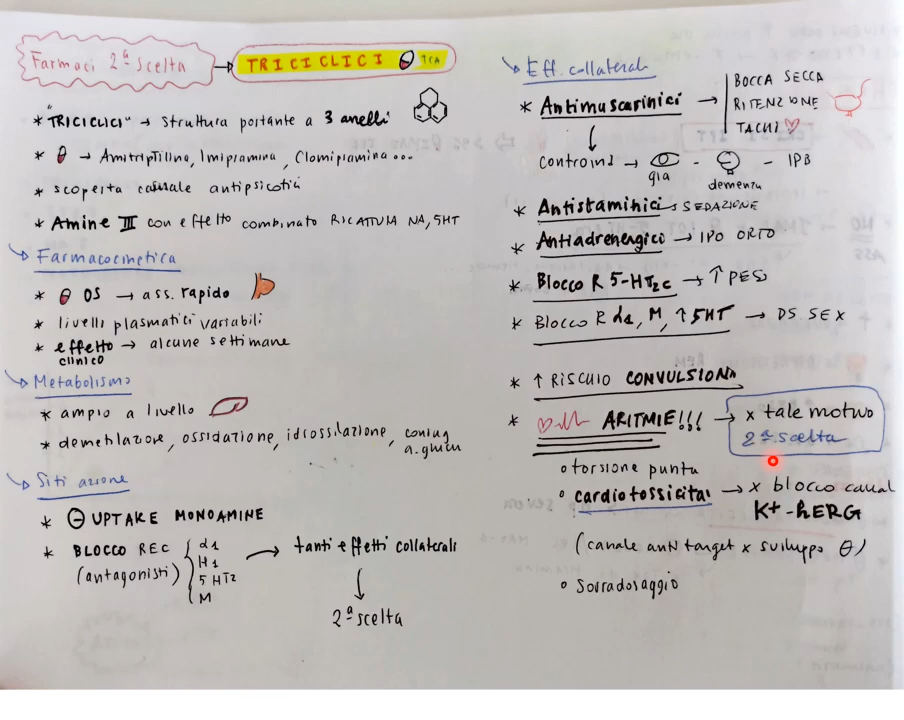 Farmaci 2ª scelta → TRICICLICI TCA
* "TRICICLICI" → struttura portante a 3 anelli
* → Amitriptilina, Imipramina, Clomipramina...
* scoperta casuale antipsicotici
* Amine III con effetto combinato RICATTURA NA, 5HT
Farmacocinetica
* OS → ass. rapido
* livelli plasmatici variabili
* effetto clinico → alcune settimane
Metabolismo
* ampio a livello
* demetilazione, ossidazione, idrossilazione, coniug a. glucu
Siti azione
* ⊖ UPTAKE MONOAMINE
* BLOCCO REC (antagonisti) { α1
H1
5HT2
M
→ tanti effetti collaterali
↓
2ª scelta
Eff. collaterali
* Antimuscarinici → BOCCA SECCA
RITENZIONE
TACHI
↓
controind → gla - demenza - IPB
* Antistaminici → SEDAZIONE
* Antiadrenergico → IPO ORTO
* Blocco R 5-HT2c → ↑ PESO
* Blocco R α1, M, ↑ 5HT → DS. SEX
* ↑ RISCHIO CONVULSIONI
* ARITMIE!!! → x tale motivo
2ª scelta
° torsione punta
° cardiotossicità → x blocco canal
K+-hERG
(canale anti target x sviluppo θ)
° Sovradosaggio